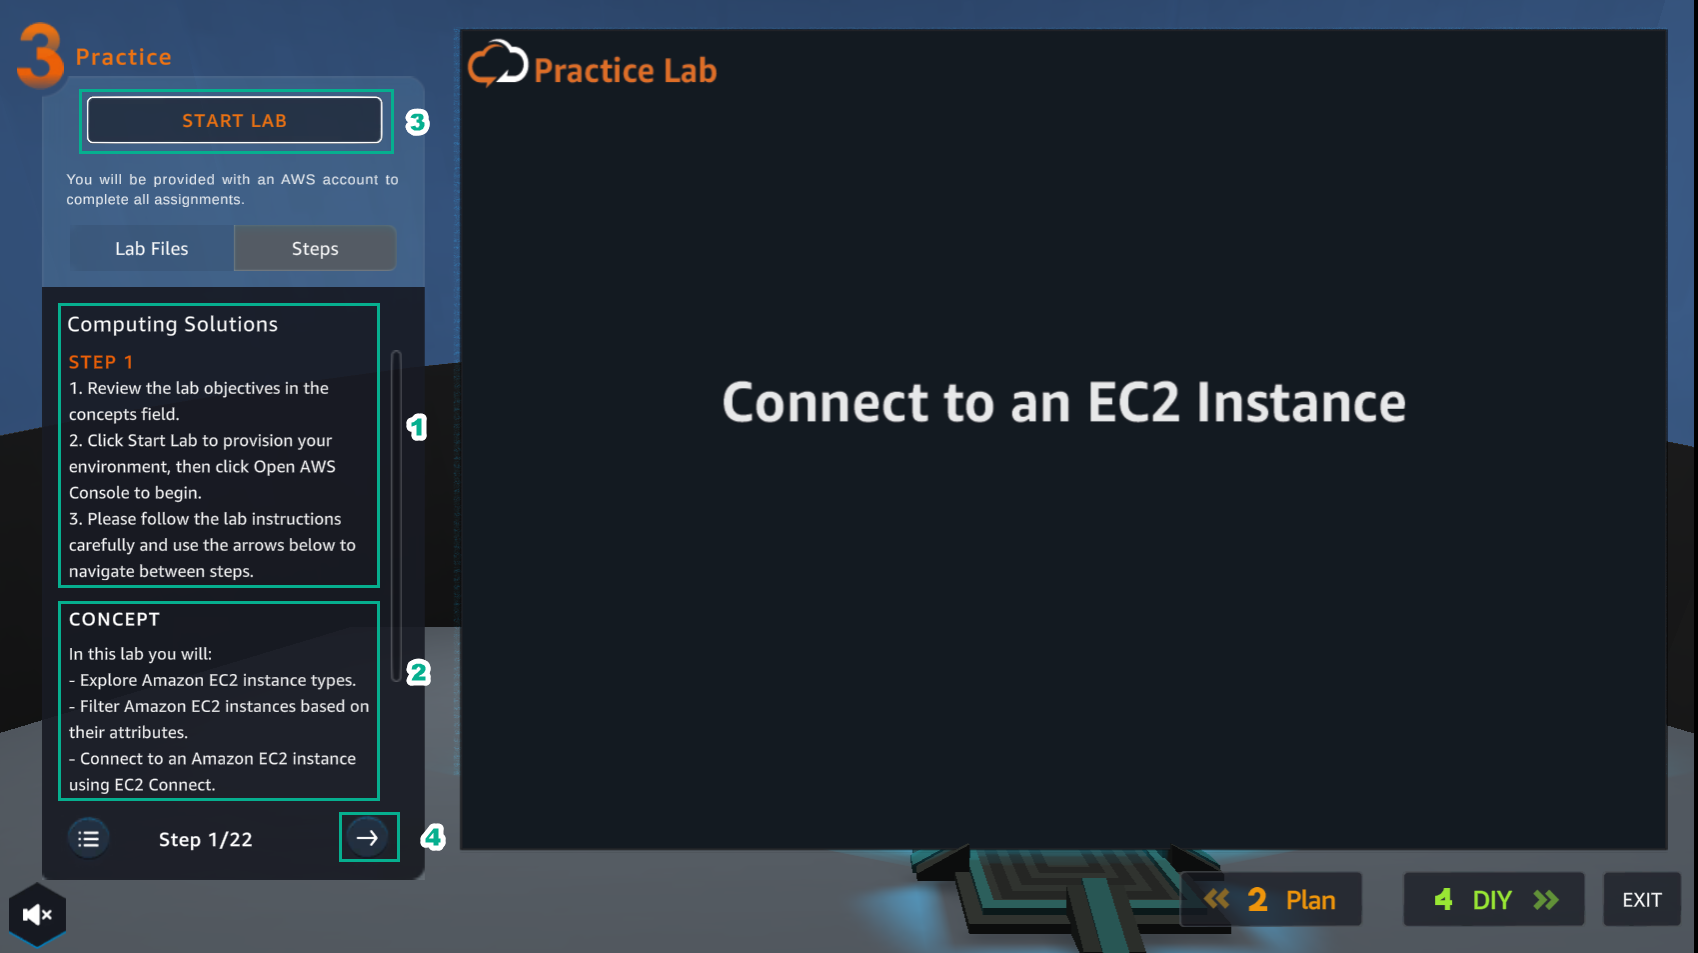 3 Practice
START LAB
3
You will be provided with an AWS account to
complete all assignments.
Lab Files
Steps
Computing Solutions
STEP 1
1. Review the lab objectives in the
concepts field.
2. Click Start Lab to provision your
environment, then click Open AWS
Console to begin.
3. Please follow the lab instructions
carefully and use the arrows below to
navigate between steps.
1
CONCEPT
In this lab you will:
- Explore Amazon EC2 instance types.
- Filter Amazon EC2 instances based on
their attributes.
- Connect to an Amazon EC2 instance
using EC2 Connect.
2
Step 1/22
4
Practice Lab
Connect to an EC2 Instance
2 Plan
4 DIY
EXIT